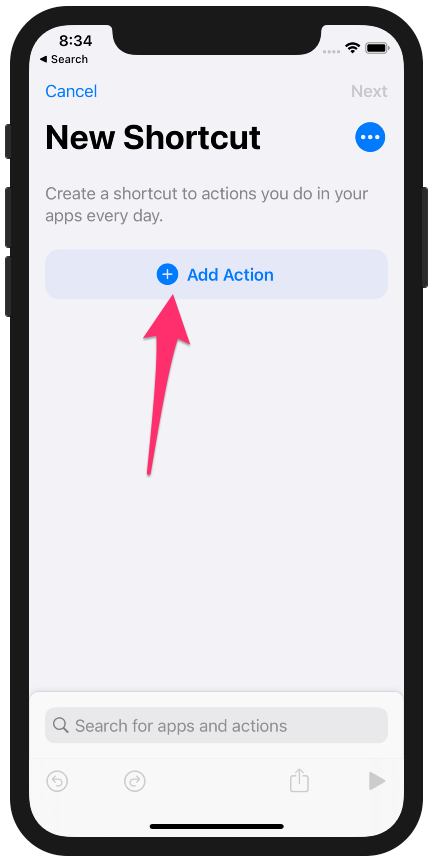 8:34
◀ Search
Cancel
Next
New Shortcut
Create a shortcut to actions you do in your
apps every day.
Add Action
Search for apps and actions